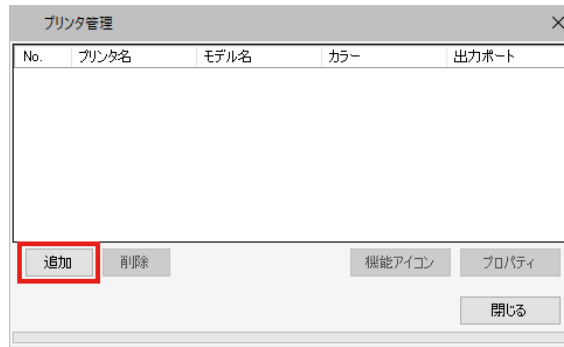 プリンタ管理
No. プリンタ名 モデル名 カラー 出力ポート
追加 削除 機能アイコン プロパティ
閉じる